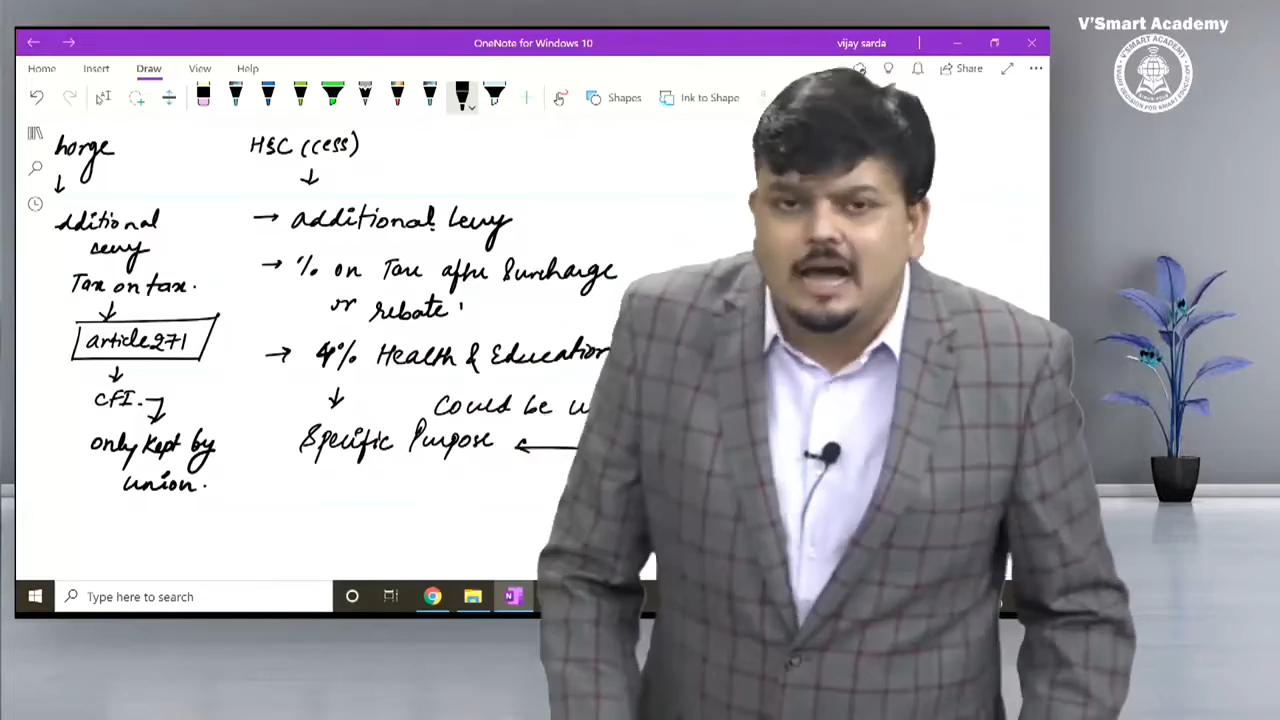 V'Smart Academy
OneNote for Windows 10
vijay sarda
Home Insert Draw View Help
Share
Shapes
Ink to Shape
harge
↓
dditional
levy
Tax on tax.
↓
article 271
↓
CFI.
only kept by
union.
H&C (cess)
↓
→ additional levy
→ % on Tax after Surcharge
or rebate
→ 4% Health & Education
↓
Could be u
Specific Purpose ←
Type here to search